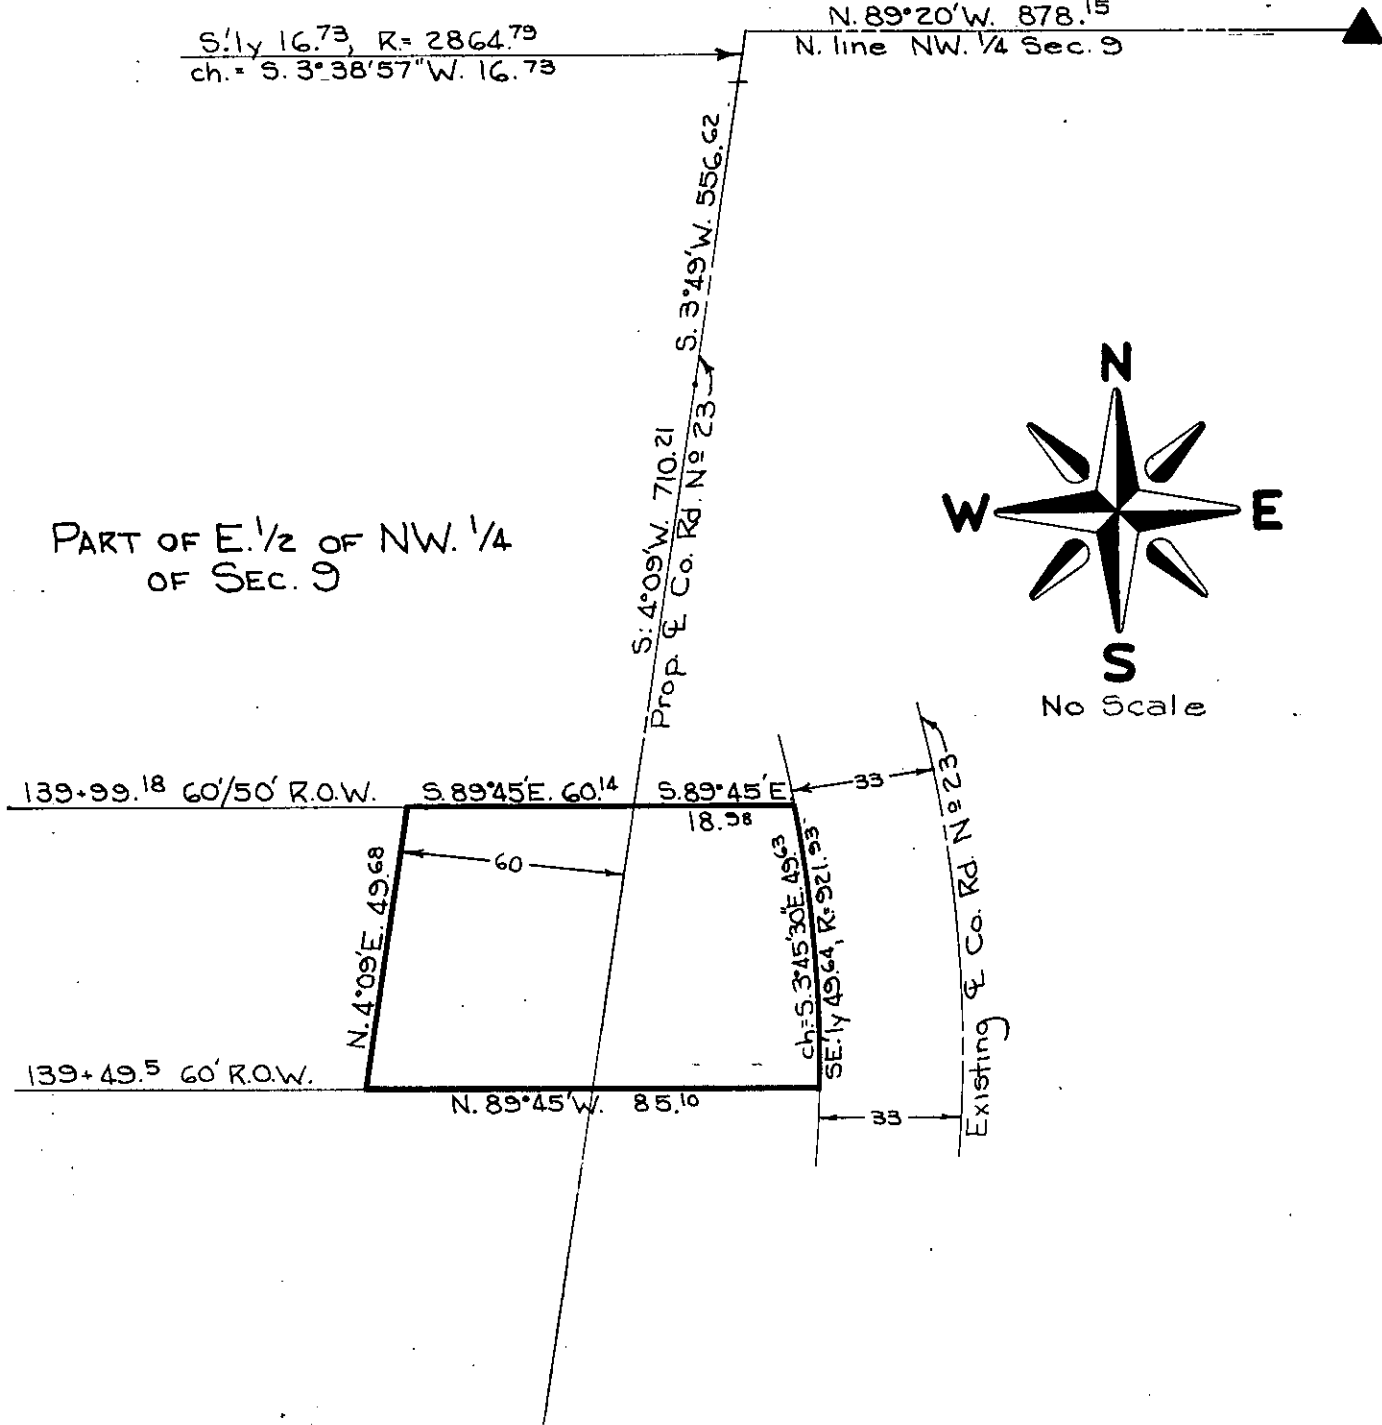 N. 89°20'W. 878.15
N. line NW. 1/4 Sec. 9
S.'ly 16.73, R.= 2864.79
ch.= S. 3°38'57"W. 16.73
S. 3°49'W. 556.62
S. 4°09'W. 710.21
Prop. ℄ Co. Rd. Nº 23
PART OF E. 1/2 OF NW. 1/4
OF SEC. 9
N
W
E
S
No Scale
139+99.18 60'/50' R.O.W.
S.89°45'E. 60.14
S.89°45'E.
18.98
33
60
N. 4°09'E. 49.68
ch=S.3°45'30"E. 49.63
SE.'ly 49.64, R=921.93
Existing ℄ Co. Rd. Nº 23
139+49.5 60' R.O.W.
N. 89°45'W. 85.10
33